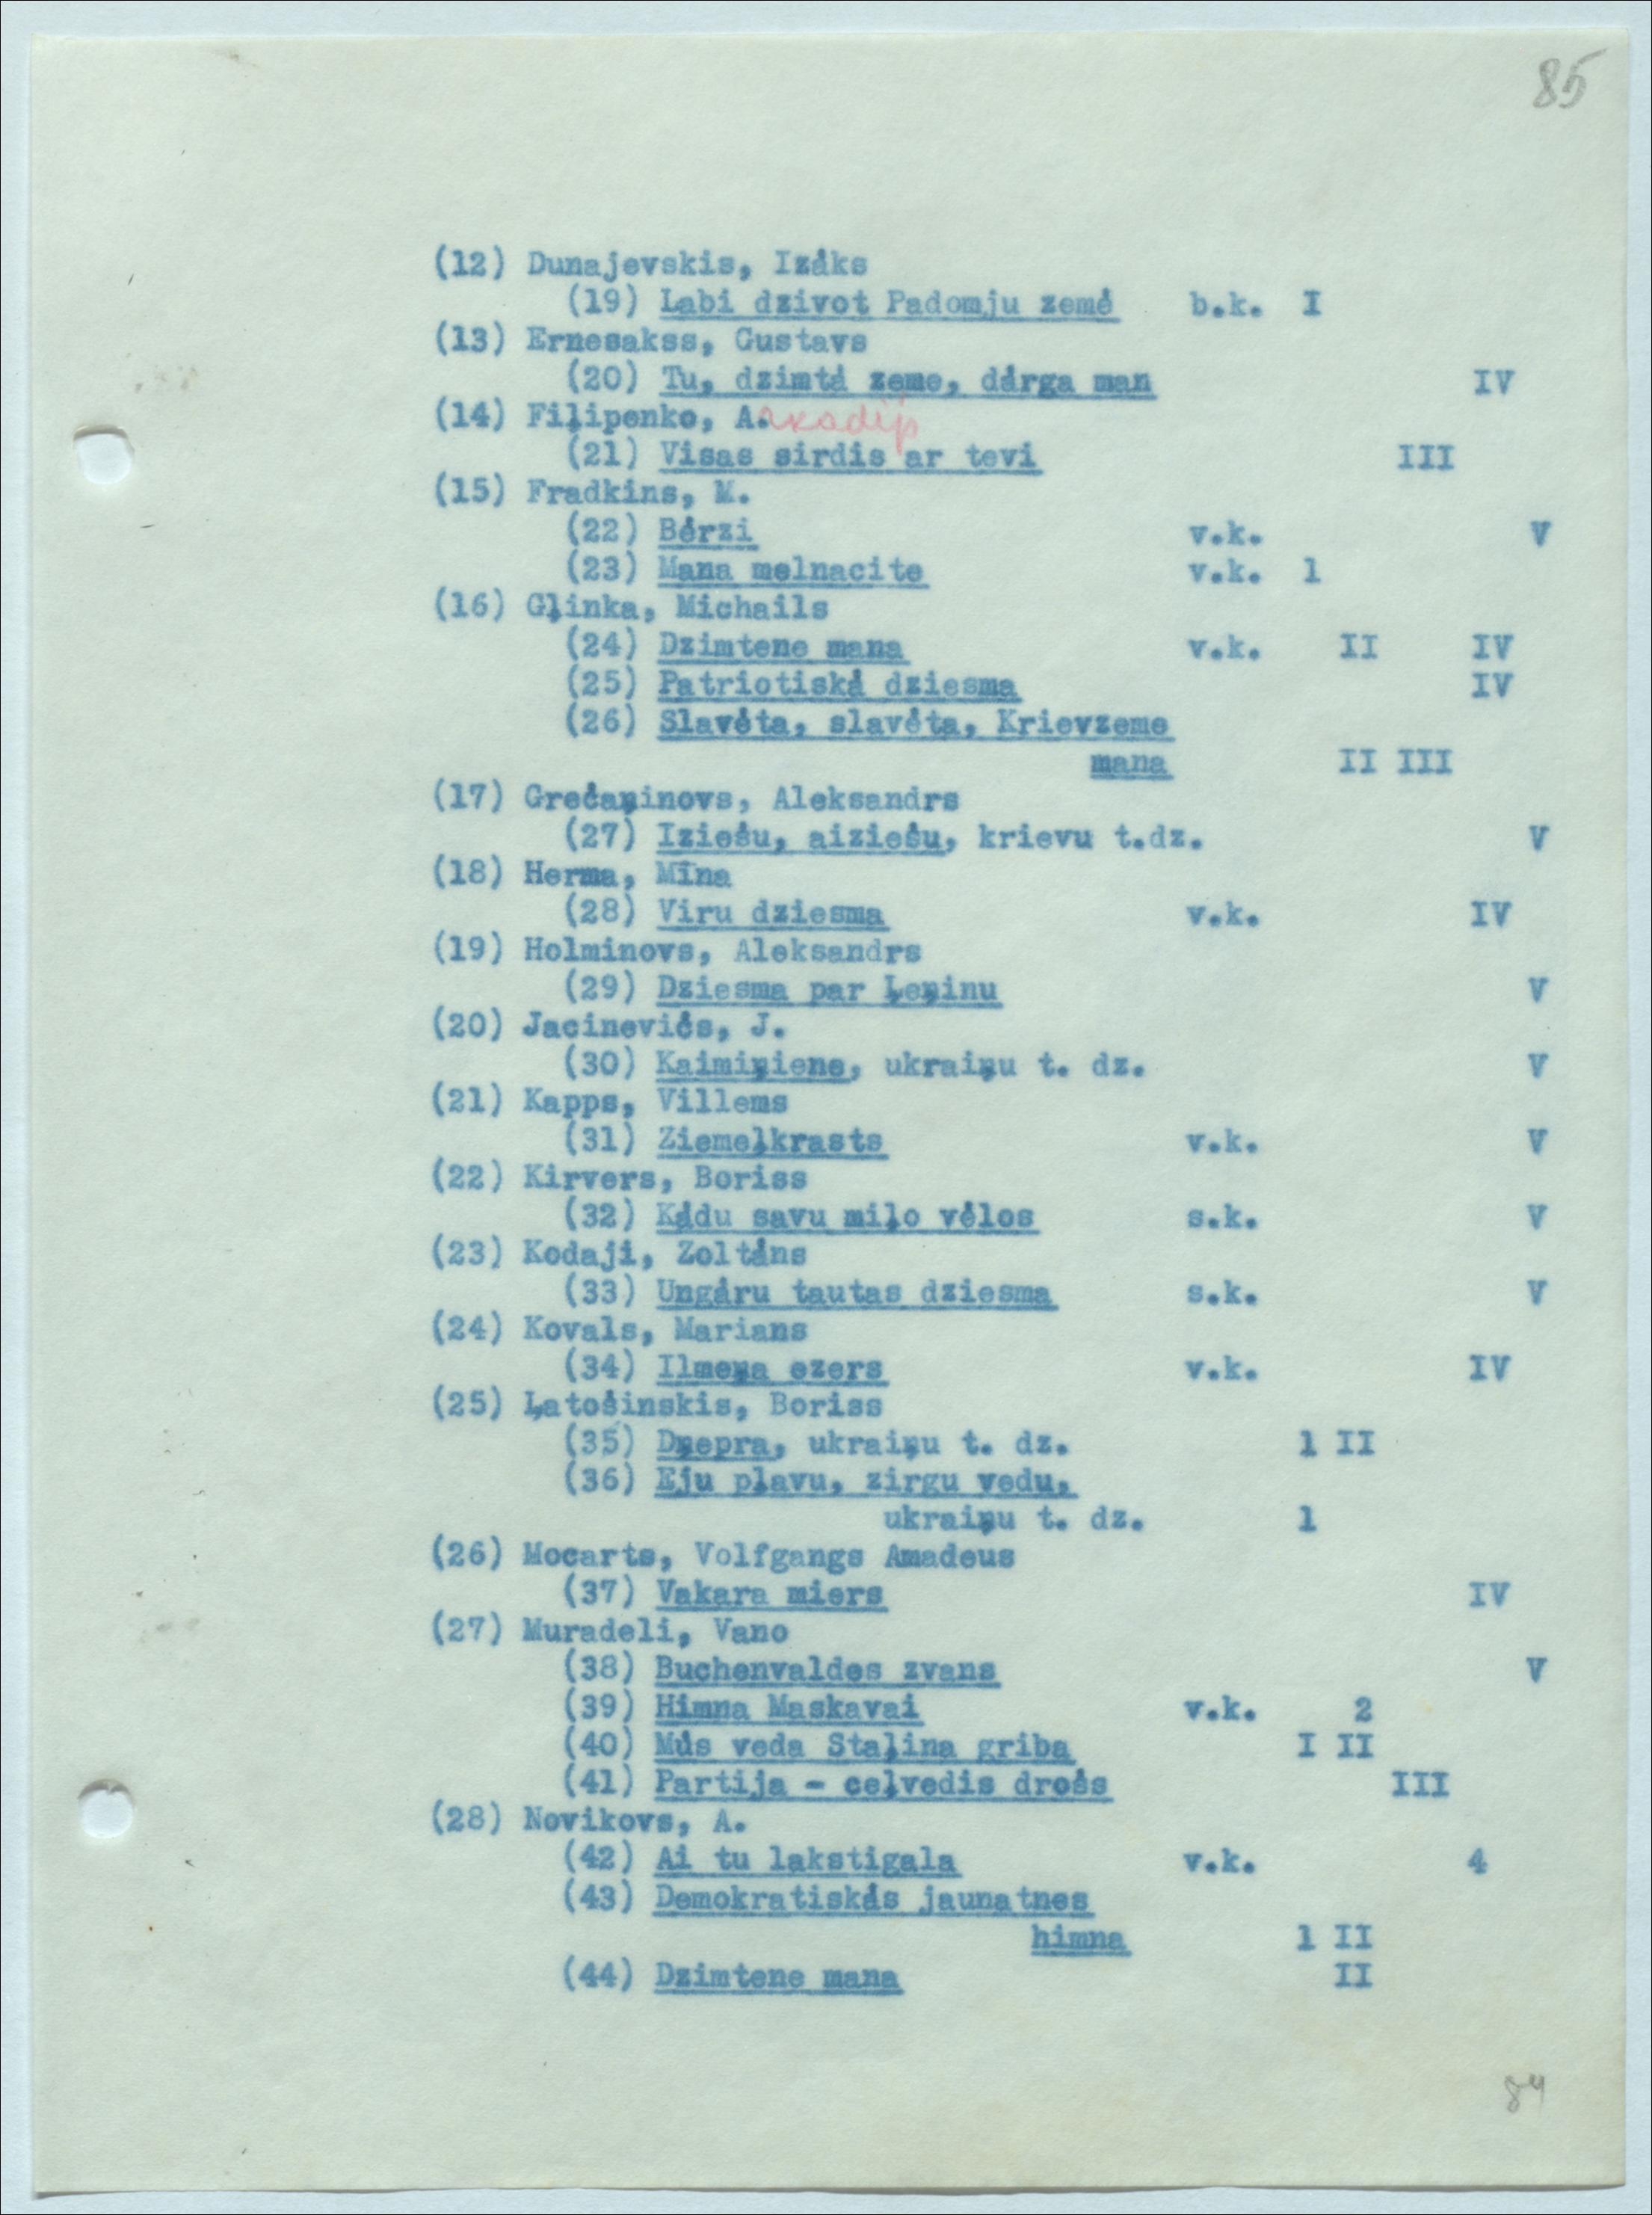 85
(12) Dunajevskis, Izāks
(19) Labi dzivot Padomju zemē b.k. I
(13) Ernesakss, Gustavs
(20) Tu, dzimtā zeme, dārga man IV
(14) Fiļipenko, A.
(21) Visas sirdis ar tevi III
(15) Fradkins, M.
(22) Bērzi v.k. V
(23) Mana melnacite v.k. 1
(16) Gļinka, Michails
(24) Dzimtene mana v.k. II IV
(25) Patriotiskā dziesma IV
(26) Slavēta, slavēta, Krievzeme
mana II III
(17) Grečaņinovs, Aleksandrs
(27) Iziešu, aiziešu, krievu t.dz. V
(18) Herma, Mīna
(28) Viru dziesma v.k. IV
(19) Holminovs, Aleksandrs
(29) Dziesma par Ļeņinu V
(20) Jacinevičs, J.
(30) Kaimiņiene, ukraiņu t. dz. V
(21) Kapps, Villems
(31) Ziemeļkrasts v.k. V
(22) Kirvers, Boriss
(32) Kādu savu miļo vēlos s.k. V
(23) Kodaji, Zoltāns
(33) Ungāru tautas dziesma s.k. V
(24) Kovals, Marians
(34) Ilmeņa ezers v.k. IV
(25) Ļatošinskis, Boriss
(35) Dņepra, ukraiņu t. dz. 1 II
(36) Eju pļavu, zirgu vedu,
ukraiņu t. dz. 1
(26) Mocarts, Volfgangs Amadeus
(37) Vakara miers IV
(27) Muradeli, Vano
(38) Buchenvaldes zvans V
(39) Himna Maskavai v.k. 2
(40) Mūs veda Staļina griba I II
(41) Partija - ceļvedis drošs III
(28) Novikovs, A.
(42) Ai tu lakstigala v.k. 4
(43) Demokratiskās jaunatnes
himna 1 II
(44) Dzimtene mana II
84